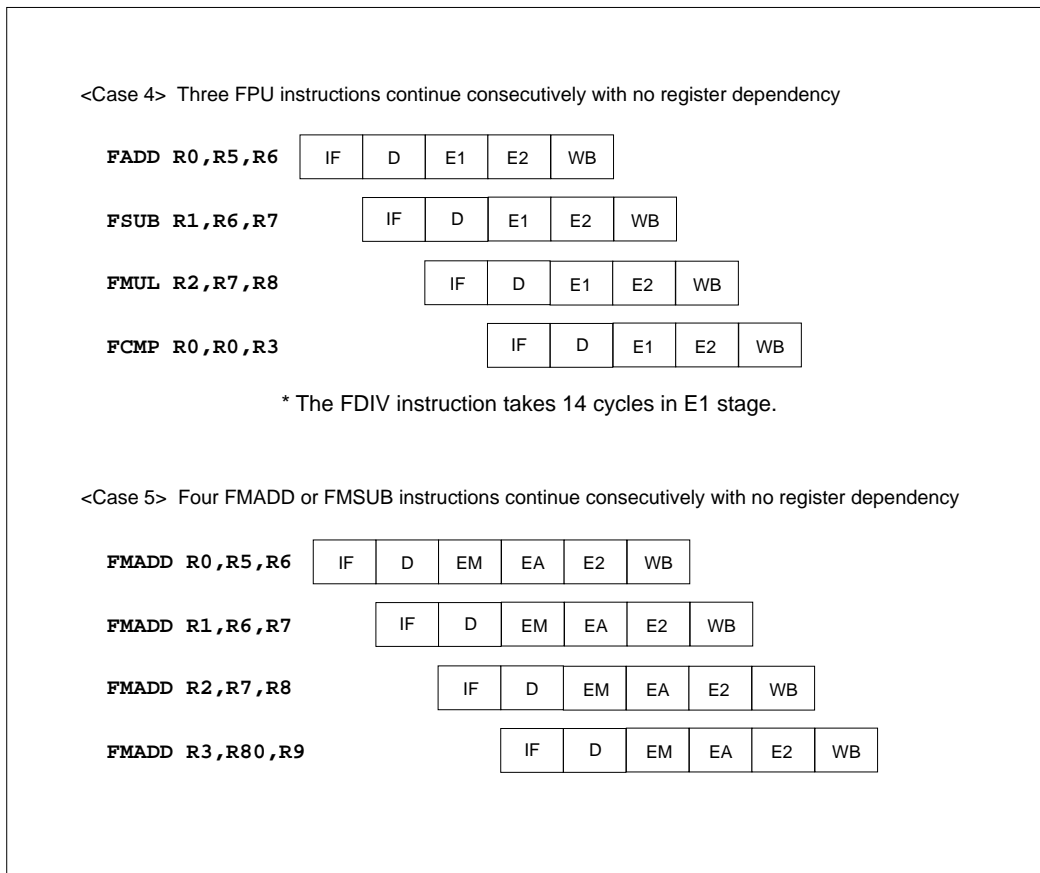 <Case 4> Three FPU instructions continue consecutively with no register dependency
FADD R0,R5,R6 IF D E1 E2 WB
FSUB R1,R6,R7 IF D E1 E2 WB
FMUL R2,R7,R8 IF D E1 E2 WB
FCMP R0,R0,R3 IF D E1 E2 WB
* The FDIV instruction takes 14 cycles in E1 stage.
<Case 5> Four FMADD or FMSUB instructions continue consecutively with no register dependency
FMADD R0,R5,R6 IF D EM EA E2 WB
FMADD R1,R6,R7 IF D EM EA E2 WB
FMADD R2,R7,R8 IF D EM EA E2 WB
FMADD R3,R80,R9 IF D EM EA E2 WB